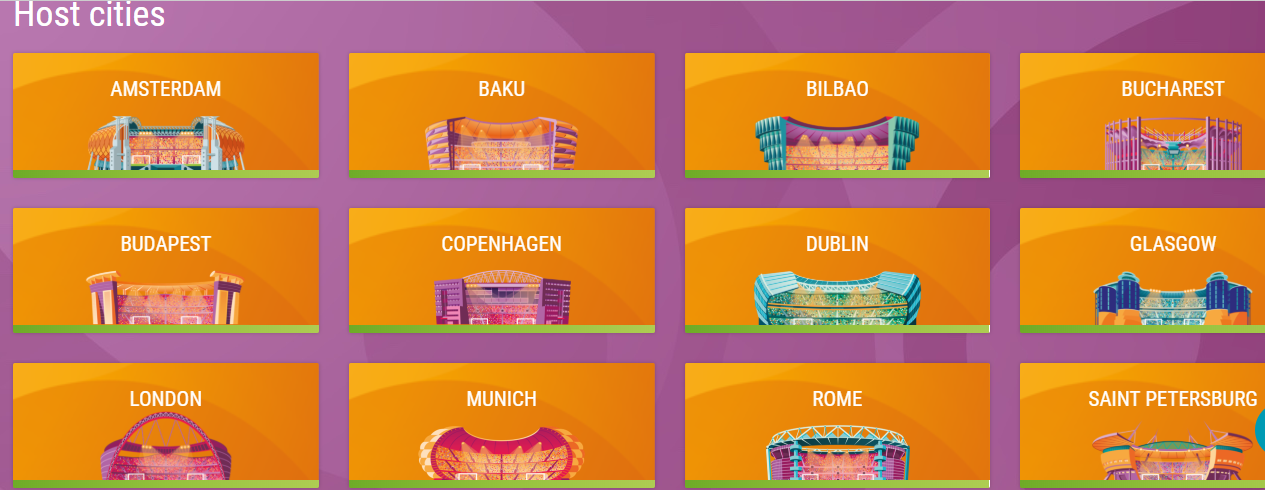 Host cities
AMSTERDAM
BAKU
BILBAO
BUCHAREST
BUDAPEST
COPENHAGEN
DUBLIN
GLASGOW
LONDON
MUNICH
ROME
SAINT PETERSBURG